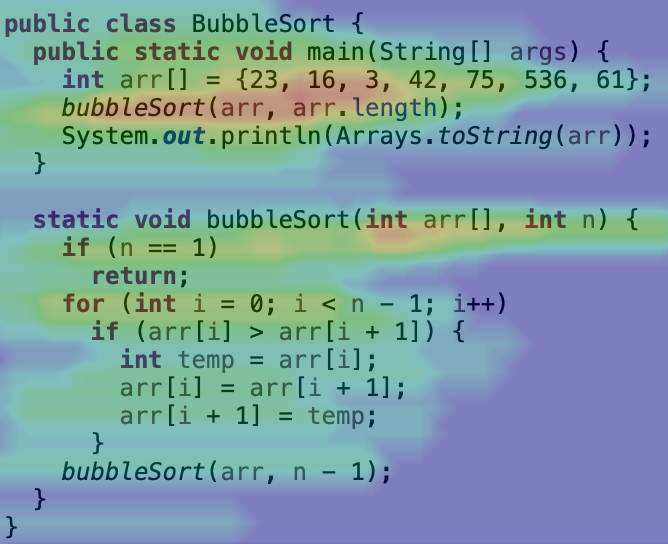 public class BubbleSort {
  public static void main(String[] args) {
    int arr[] = {23, 16, 3, 42, 75, 536, 61};
    bubbleSort(arr, arr.length);
    System.out.println(Arrays.toString(arr));
  }

  static void bubbleSort(int arr[], int n) {
    if (n == 1)
      return;
    for (int i = 0; i < n - 1; i++)
      if (arr[i] > arr[i + 1]) {
        int temp = arr[i];
        arr[i] = arr[i + 1];
        arr[i + 1] = temp;
      }
    bubbleSort(arr, n - 1);
  }
}